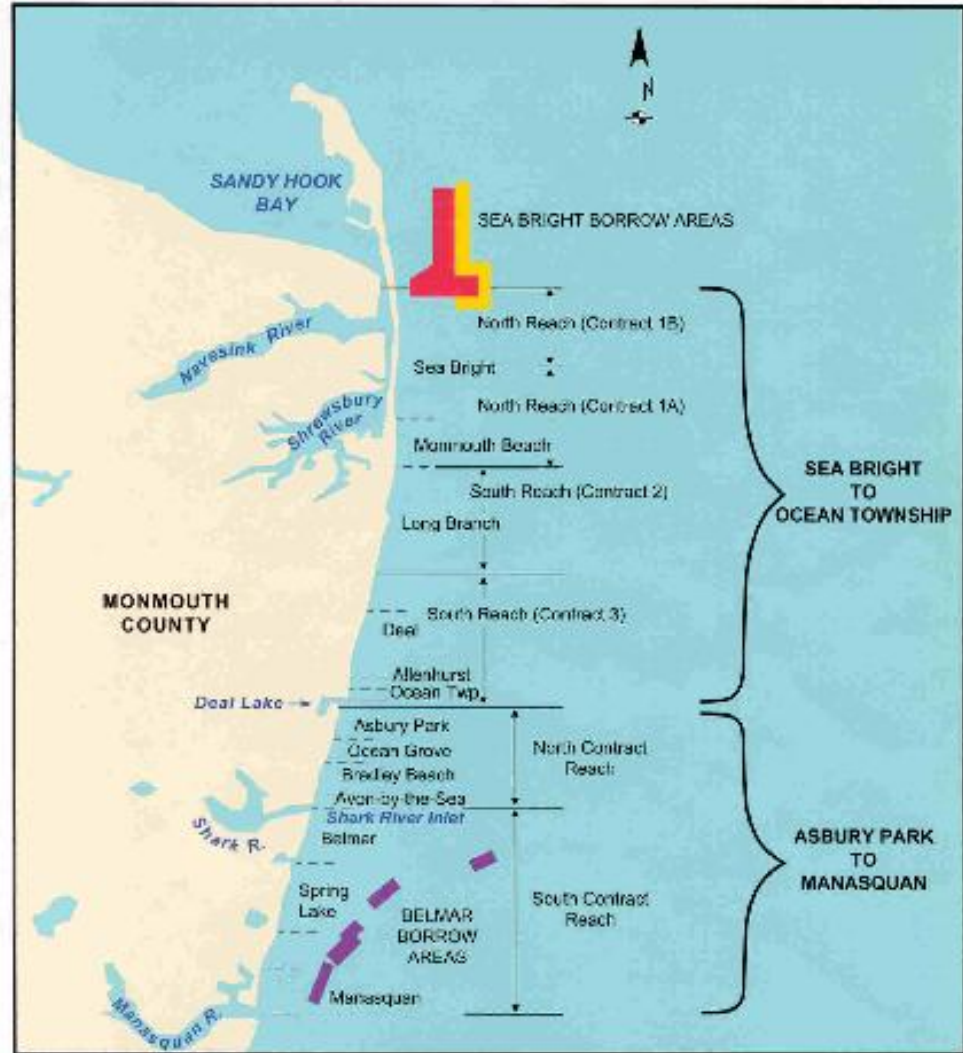 N
SANDY HOOK
BAY
SEA BRIGHT BORROW AREAS
North Reach (Contract 1B)
Navesink River
Sea Bright
North Reach (Contract 1A)
Shrewsbury
River
Monmouth Beach
South Reach (Contract 2)
SEA BRIGHT
TO
OCEAN TOWNSHIP
Long Branch
MONMOUTH
COUNTY
South Reach (Contract 3)
Deal
Allenhurst
Ocean Twp
Deal Lake
Asbury Park
Ocean Grove
Bradley Beach
Avon-by-the-Sea
North Contract
Reach
Shark River Inlet
Shark R.
Belmar
ASBURY PARK
TO
MANASQUAN
Spring
Lake
South Contract
Reach
BELMAR
BORROW
AREAS
Manasquan
Manasquan R.